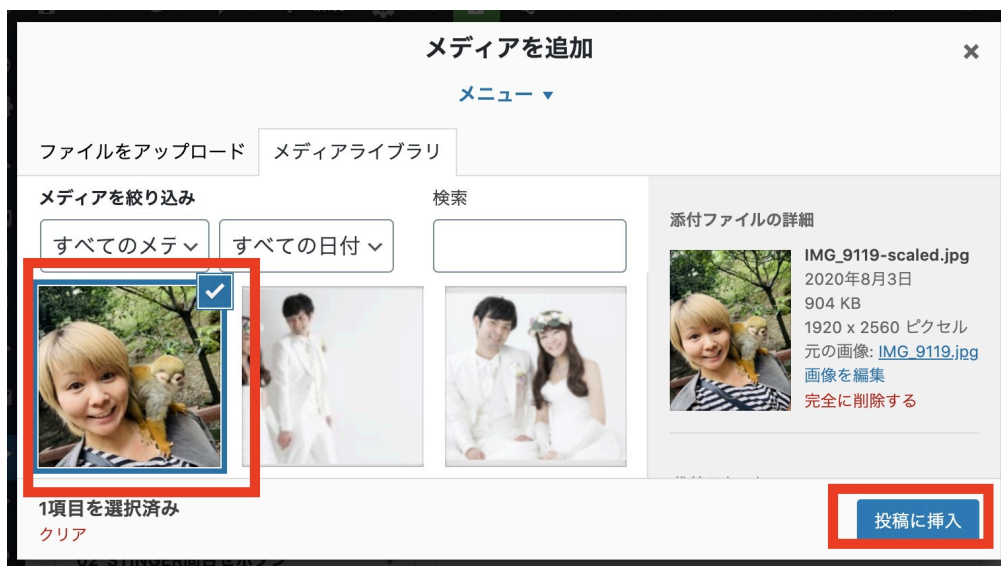 メディアを追加
×
メニュー ▼
ファイルをアップロード
メディアライブラリ
メディアを絞り込み
検索
すべてのメテ
すべての日付
添付ファイルの詳細
IMG_9119-scaled.jpg
2020年8月3日
904 KB
1920 x 2560 ピクセル
元の画像: IMG_9119.jpg
画像を編集
完全に削除する
1項目を選択済み
クリア
投稿に挿入